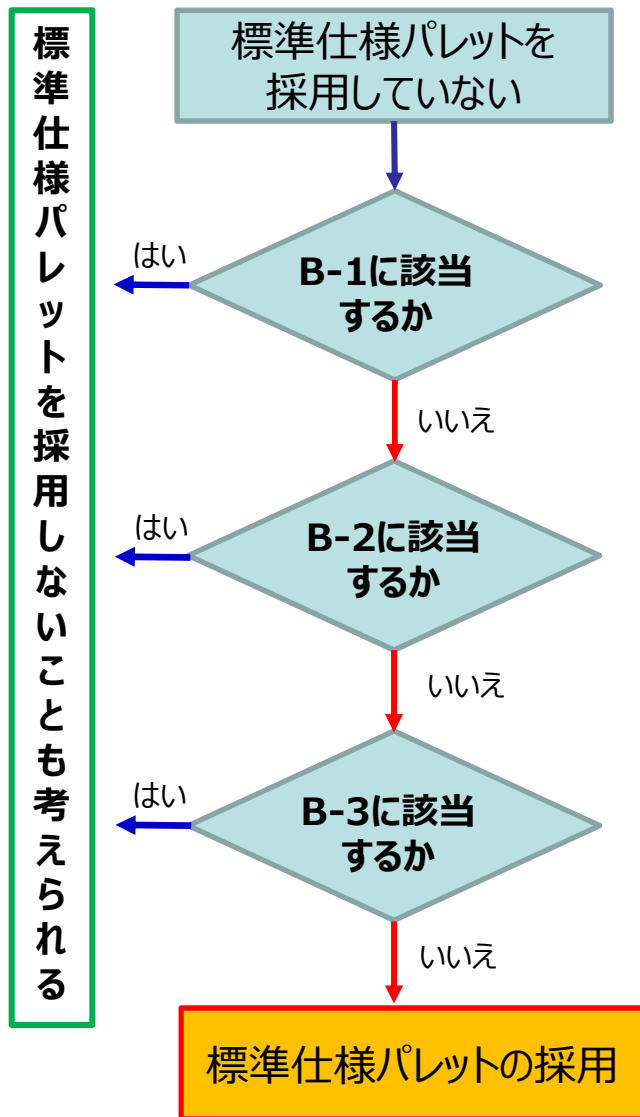 標準仕様パレットを採用しないことも考えられる
標準仕様パレットを
採用していない
はい
B-1に該当
するか
いいえ
はい
B-2に該当
するか
いいえ
はい
B-3に該当
するか
いいえ
標準仕様パレットの採用